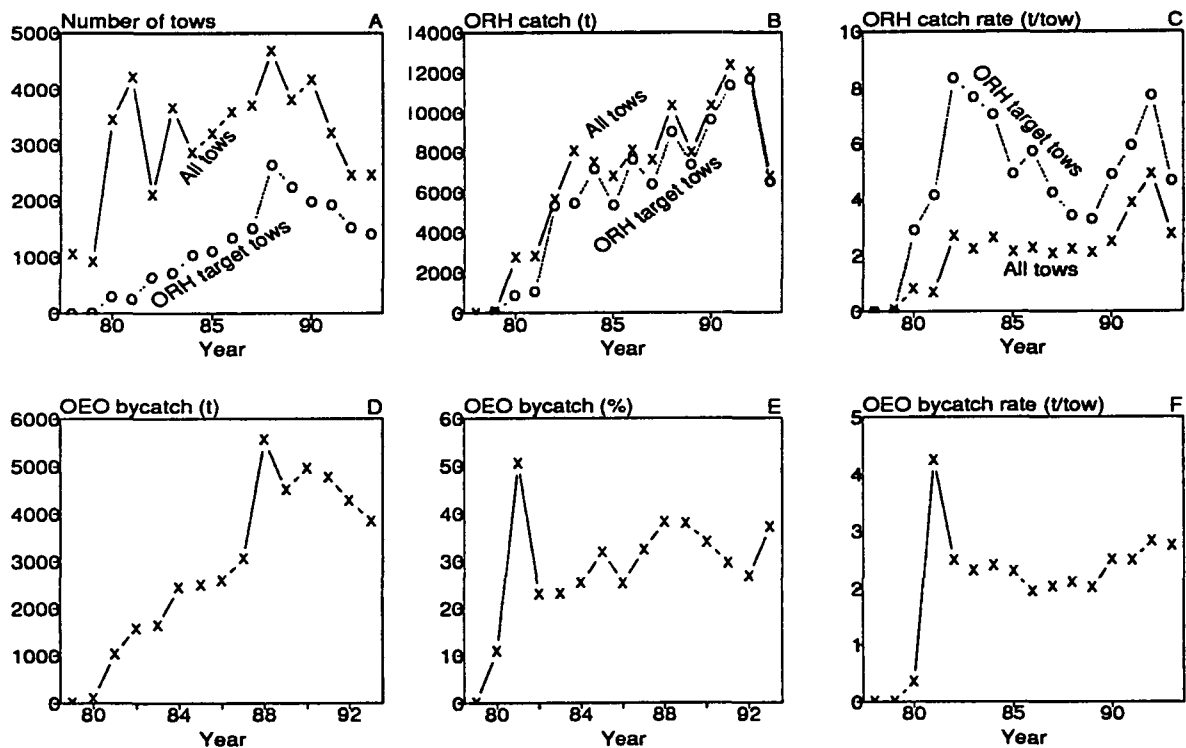 Number of tows A
5000
4000
3000
2000
1000
0
All tows
ORH target tows
80 85 90
Year
ORH catch (t) B
14000
12000
10000
8000
6000
4000
2000
0
All tows
ORH target tows
80 85 90
Year
ORH catch rate (t/tow) C
10
8
6
4
2
0
ORH target tows
All tows
80 85 90
Year
OEO bycatch (t) D
6000
5000
4000
3000
2000
1000
0
80 84 88 92
Year
OEO bycatch (%) E
60
50
40
30
20
10
0
80 84 88 92
Year
OEO bycatch rate (t/tow) F
5
4
3
2
1
0
80 85 90
Year